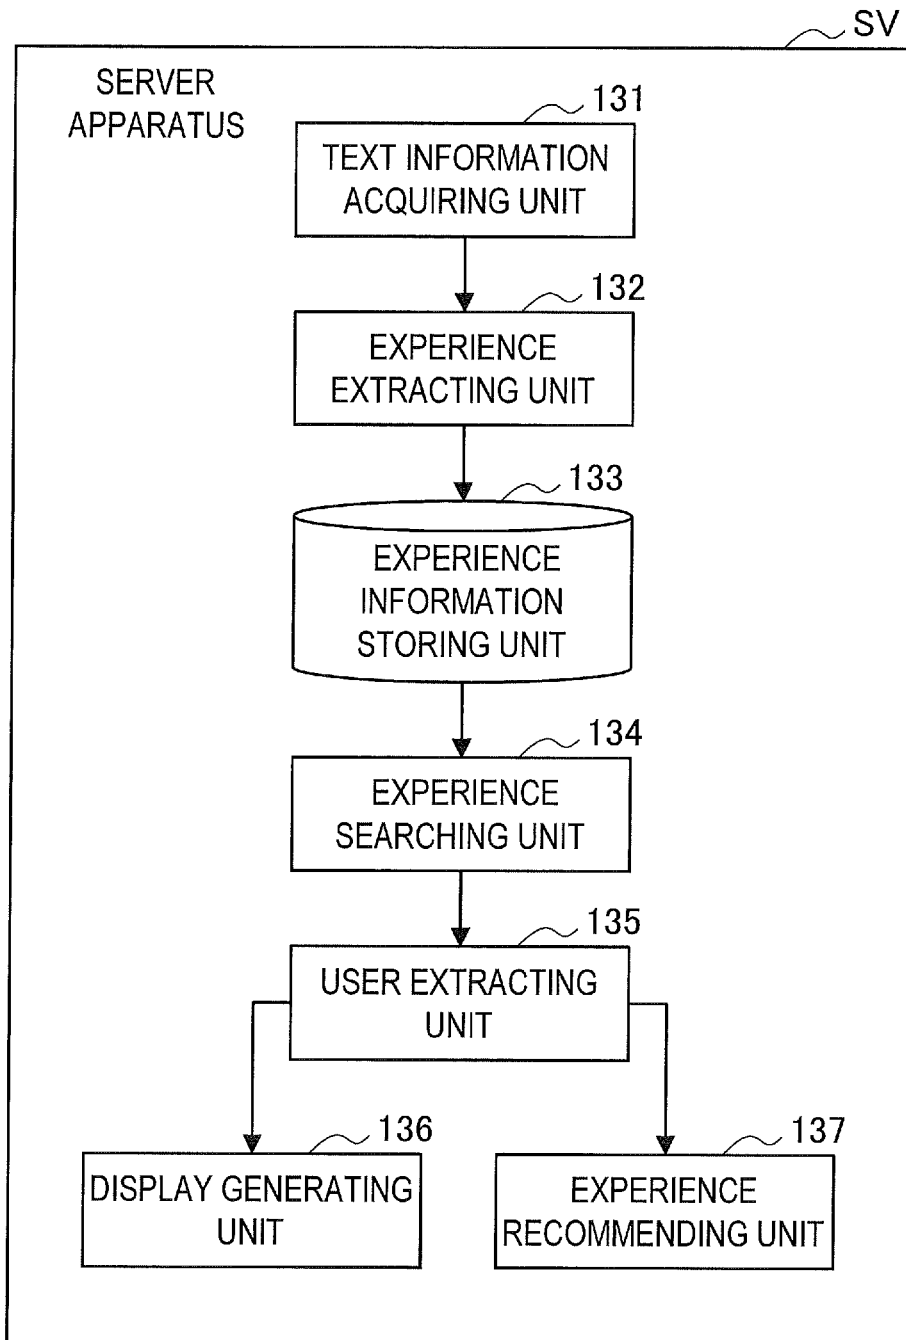 SV
SERVER
APPARATUS
131
TEXT INFORMATION
ACQUIRING UNIT
132
EXPERIENCE
EXTRACTING UNIT
133
EXPERIENCE
INFORMATION
STORING UNIT
134
EXPERIENCE
SEARCHING UNIT
135
USER EXTRACTING
UNIT
136
DISPLAY GENERATING
UNIT
137
EXPERIENCE
RECOMMENDING UNIT